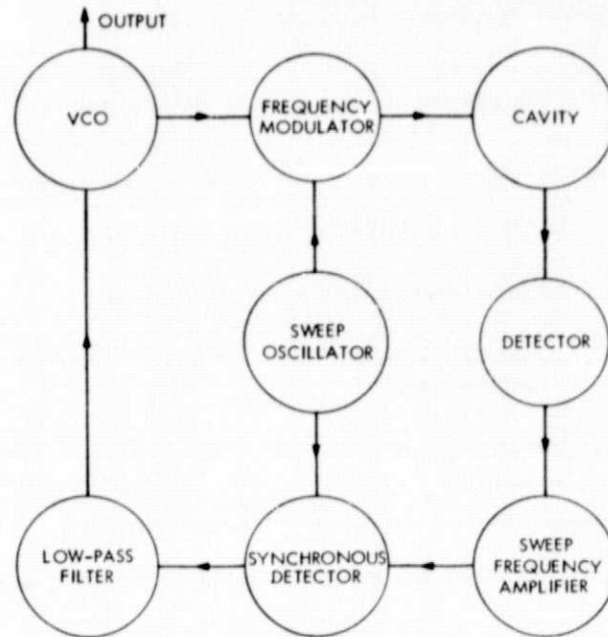 OUTPUT
VCO
FREQUENCY
MODULATOR
CAVITY
SWEEP
OSCILLATOR
DETECTOR
LOW-PASS
FILTER
SYNCHRONOUS
DETECTOR
SWEEP
FREQUENCY
AMPLIFIER